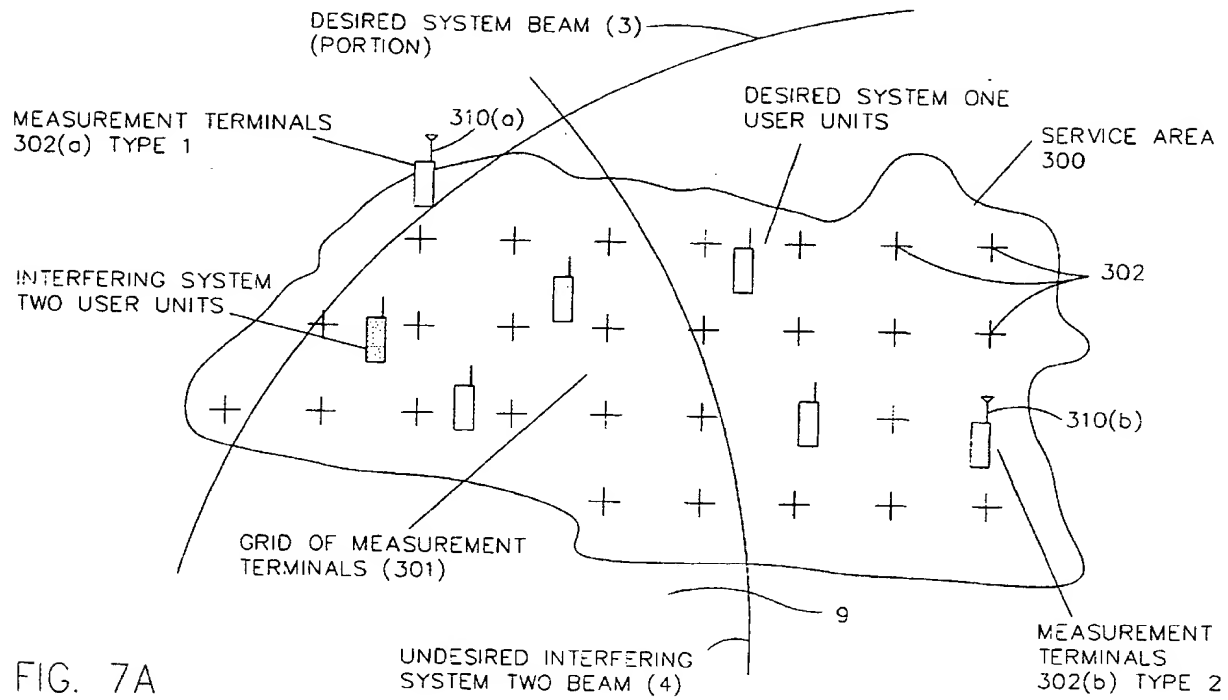 DESIRED SYSTEM BEAM (3)
(PORTION)
MEASUREMENT TERMINALS
302(a) TYPE 1
310(a)
DESIRED SYSTEM ONE
USER UNITS
SERVICE AREA
300
INTERFERING SYSTEM
TWO USER UNITS
302
310(b)
GRID OF MEASUREMENT
TERMINALS (301)
9
UNDESIRED INTERFERING
SYSTEM TWO BEAM (4)
MEASUREMENT
TERMINALS
302(b) TYPE 2
FIG. 7A